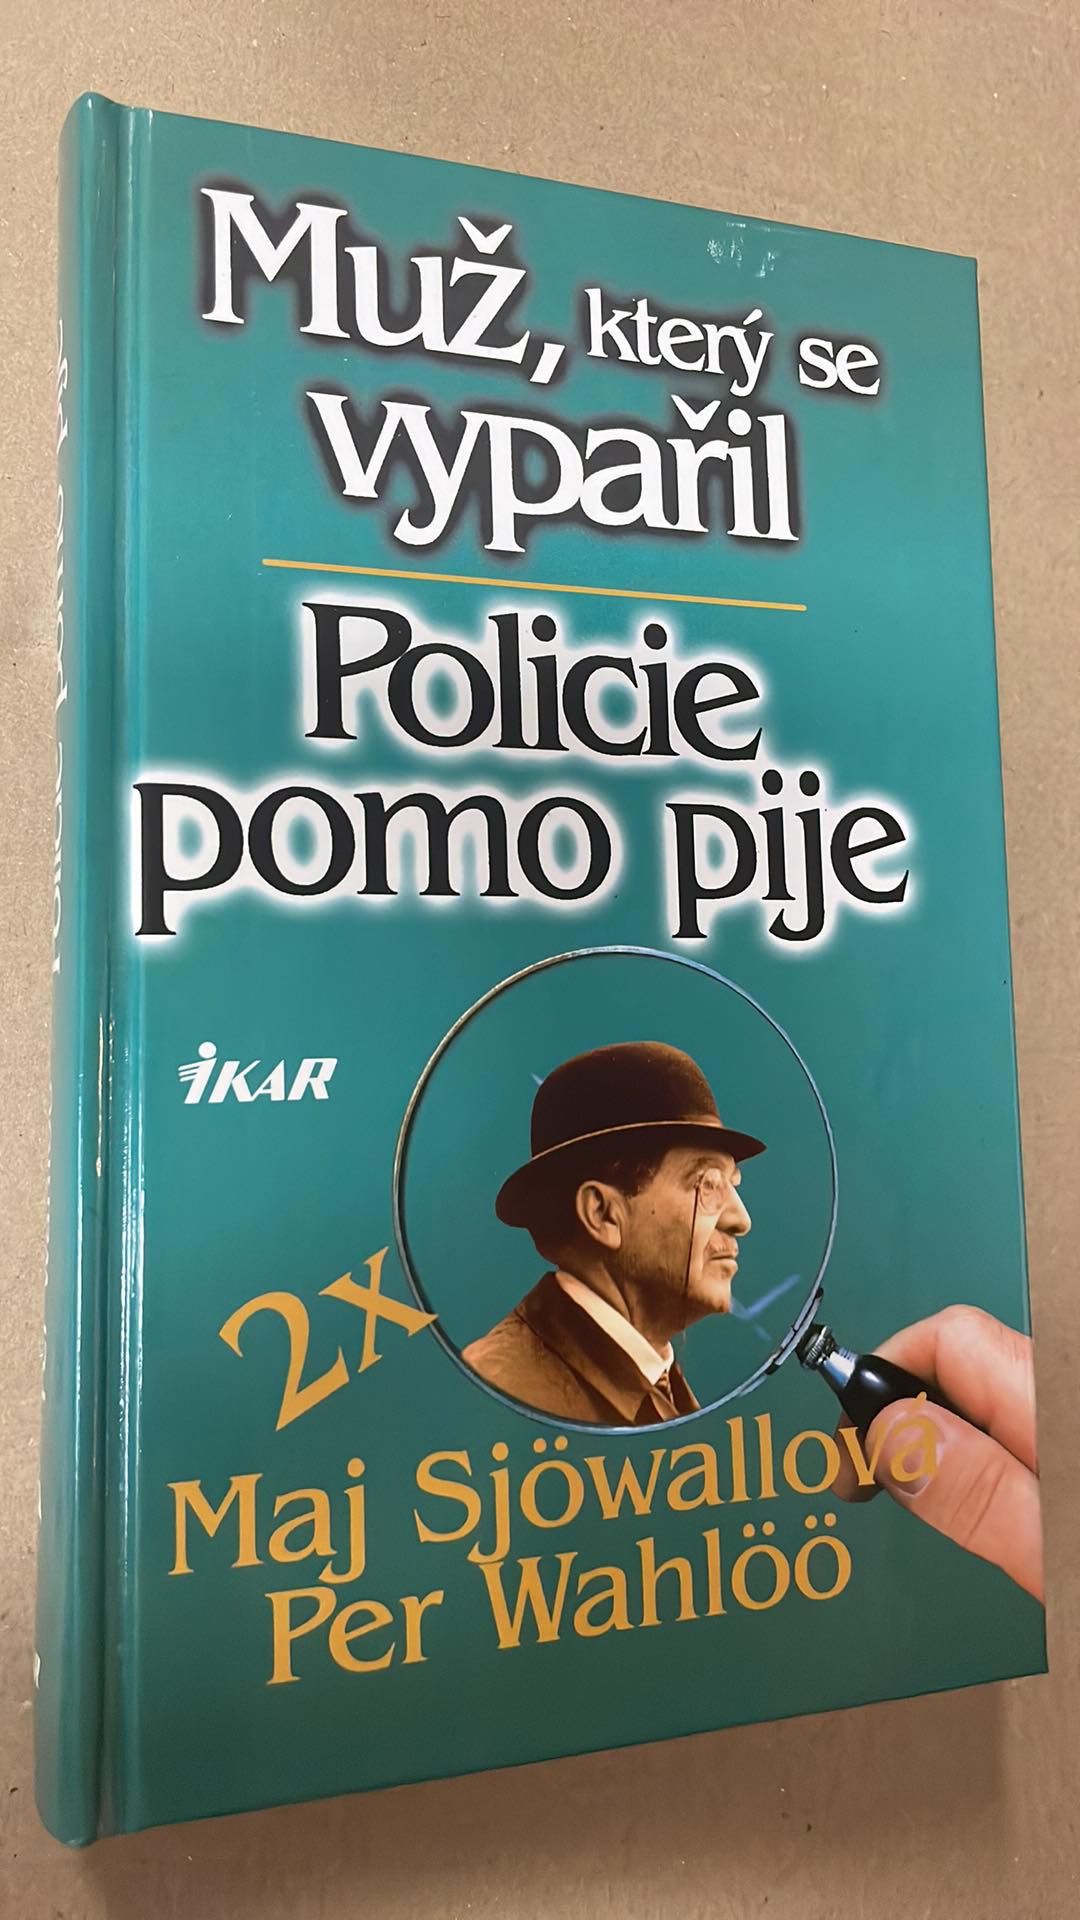 Muž, který se
vypařil
Policie
pomo pije
iKAR
2x
Maj Sjöwallová
Per Wahlöö